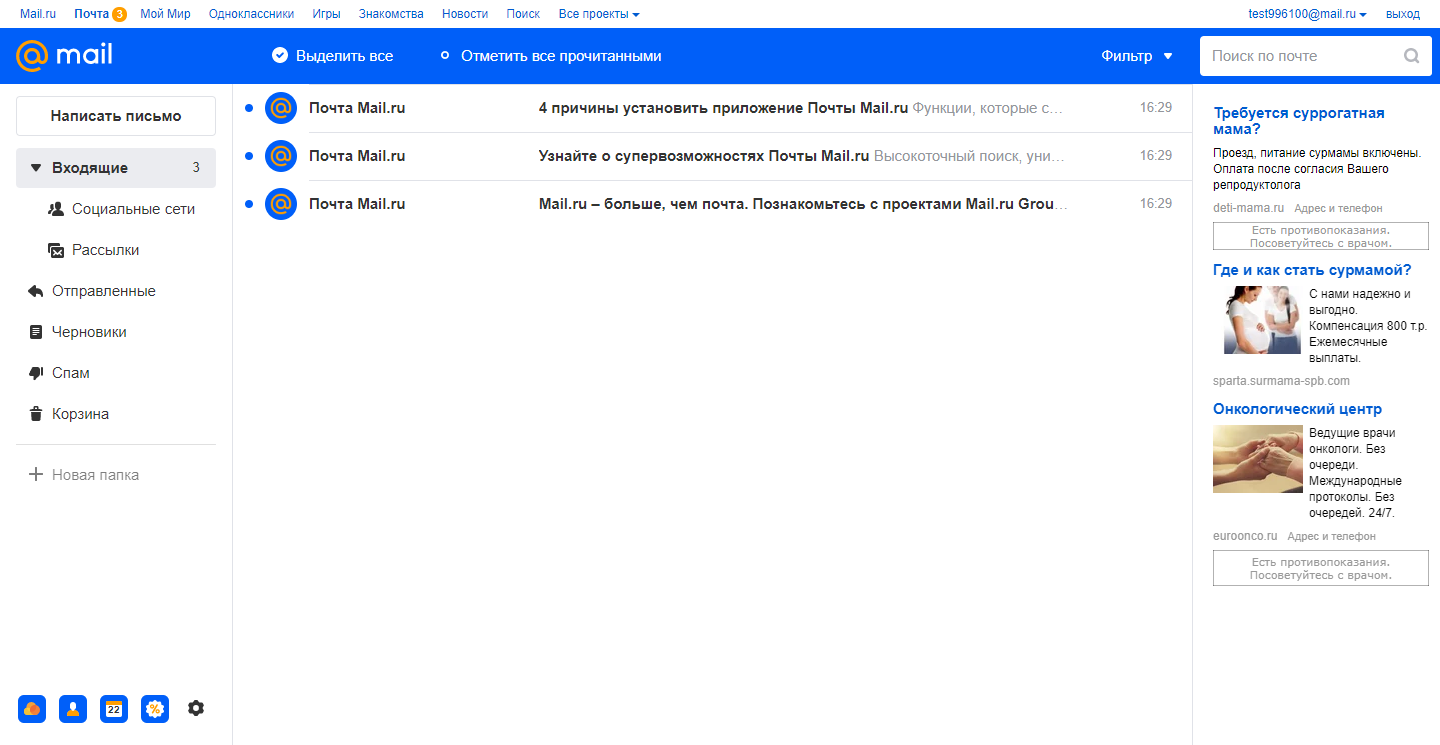 Mail.ru Почта 3 Мой Мир Одноклассники Игры Знакомства Новости Поиск Все проекты test996100@mail.ru выход
@mail Выделить все Отметить все прочитанными Фильтр Поиск по почте
Написать письмо
Входящие 3
Социальные сети
Рассылки
Отправленные
Черновики
Спам
Корзина
Новая папка
22
%
Почта Mail.ru 4 причины установить приложение Почты Mail.ru Функции, которые с... 16:29
Почта Mail.ru Узнайте о супервозможностях Почты Mail.ru Высокоточный поиск, уни... 16:29
Почта Mail.ru Mail.ru – больше, чем почта. Познакомьтесь с проектами Mail.ru Grou... 16:29
Требуется суррогатная
мама?
Проезд, питание сурмамы включены.
Оплата после согласия Вашего
репродуктолога
deti-mama.ru Адрес и телефон
Есть противопоказания.
Посоветуйтесь с врачом.
Где и как стать сурмамой?
С нами надежно и
выгодно.
Компенсация 800 т.р.
Ежемесячные
выплаты.
sparta.surmama-spb.com
Онкологический центр
Ведущие врачи
онкологи. Без
очереди.
Международные
протоколы. Без
очередей. 24/7.
euroonco.ru Адрес и телефон
Есть противопоказания.
Посоветуйтесь с врачом.